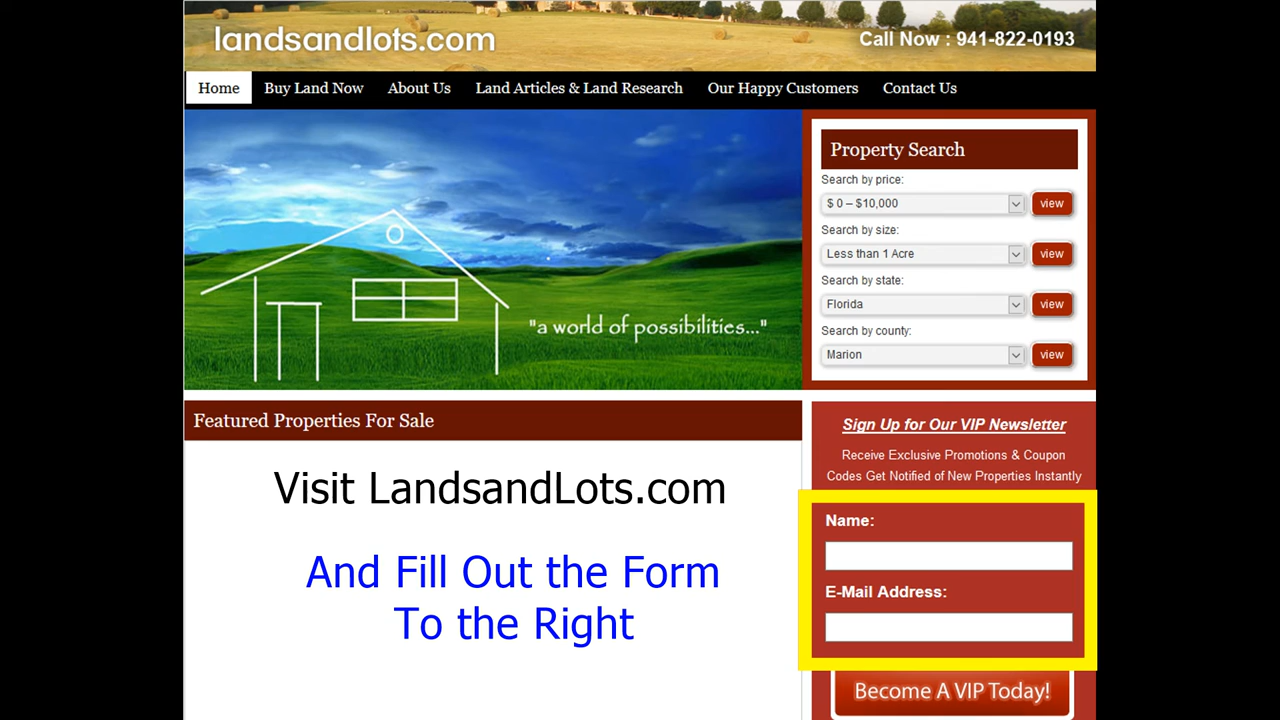 landsandlots.com
Call Now : 941-822-0193
Home Buy Land Now About Us Land Articles & Land Research Our Happy Customers Contact Us
"a world of possibilities..."
Property Search
Search by price:
$ 0 – $10,000 view
Search by size:
Less than 1 Acre view
Search by state:
Florida view
Search by county:
Marion view
Featured Properties For Sale
Visit LandsandLots.com
And Fill Out the Form
To the Right
Sign Up for Our VIP Newsletter
Receive Exclusive Promotions & Coupon
Codes Get Notified of New Properties Instantly
Name:
E-Mail Address:
Become A VIP Today!